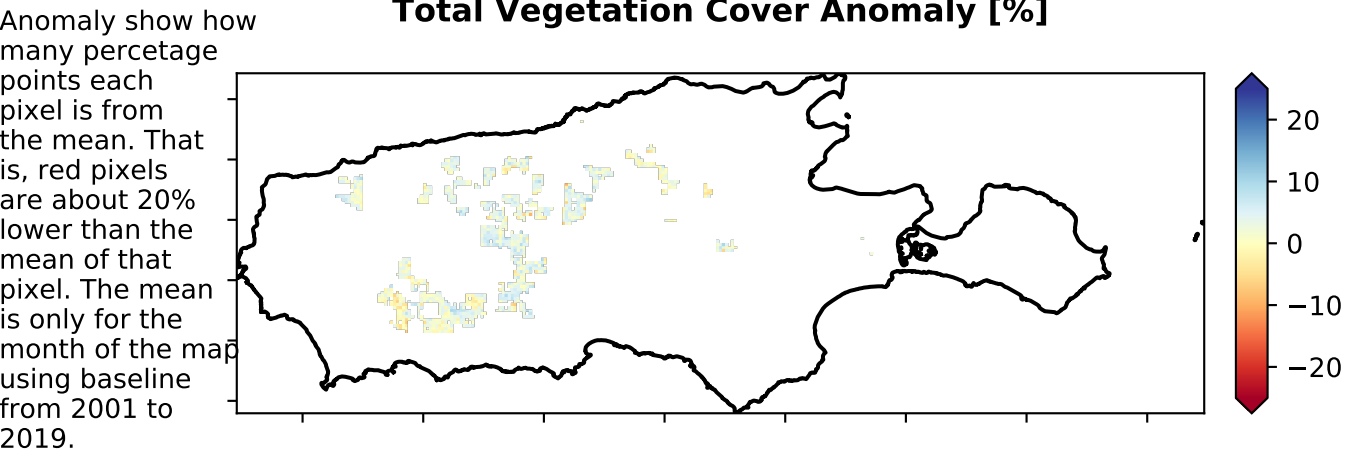 Total Vegetation Cover Anomaly [%]
Anomaly show how
many percetage
points each
pixel is from
the mean. That
is, red pixels
are about 20%
lower than the
mean of that
pixel. The mean
is only for the
month of the map
using baseline
from 2001 to
2019.
20
10
0
−10
−20